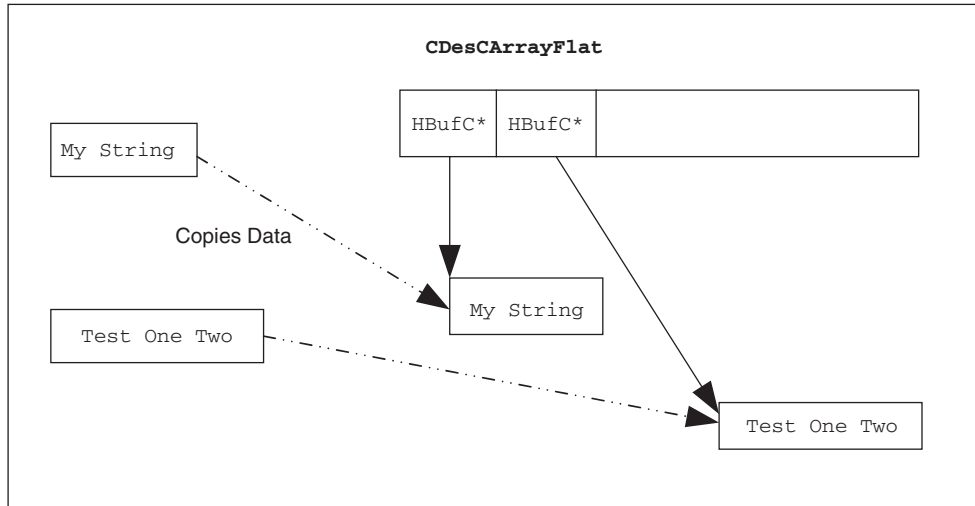 CDesCArrayFlat
HBufC* HBufC*
My String
Copies Data
My String
Test One Two
Test One Two